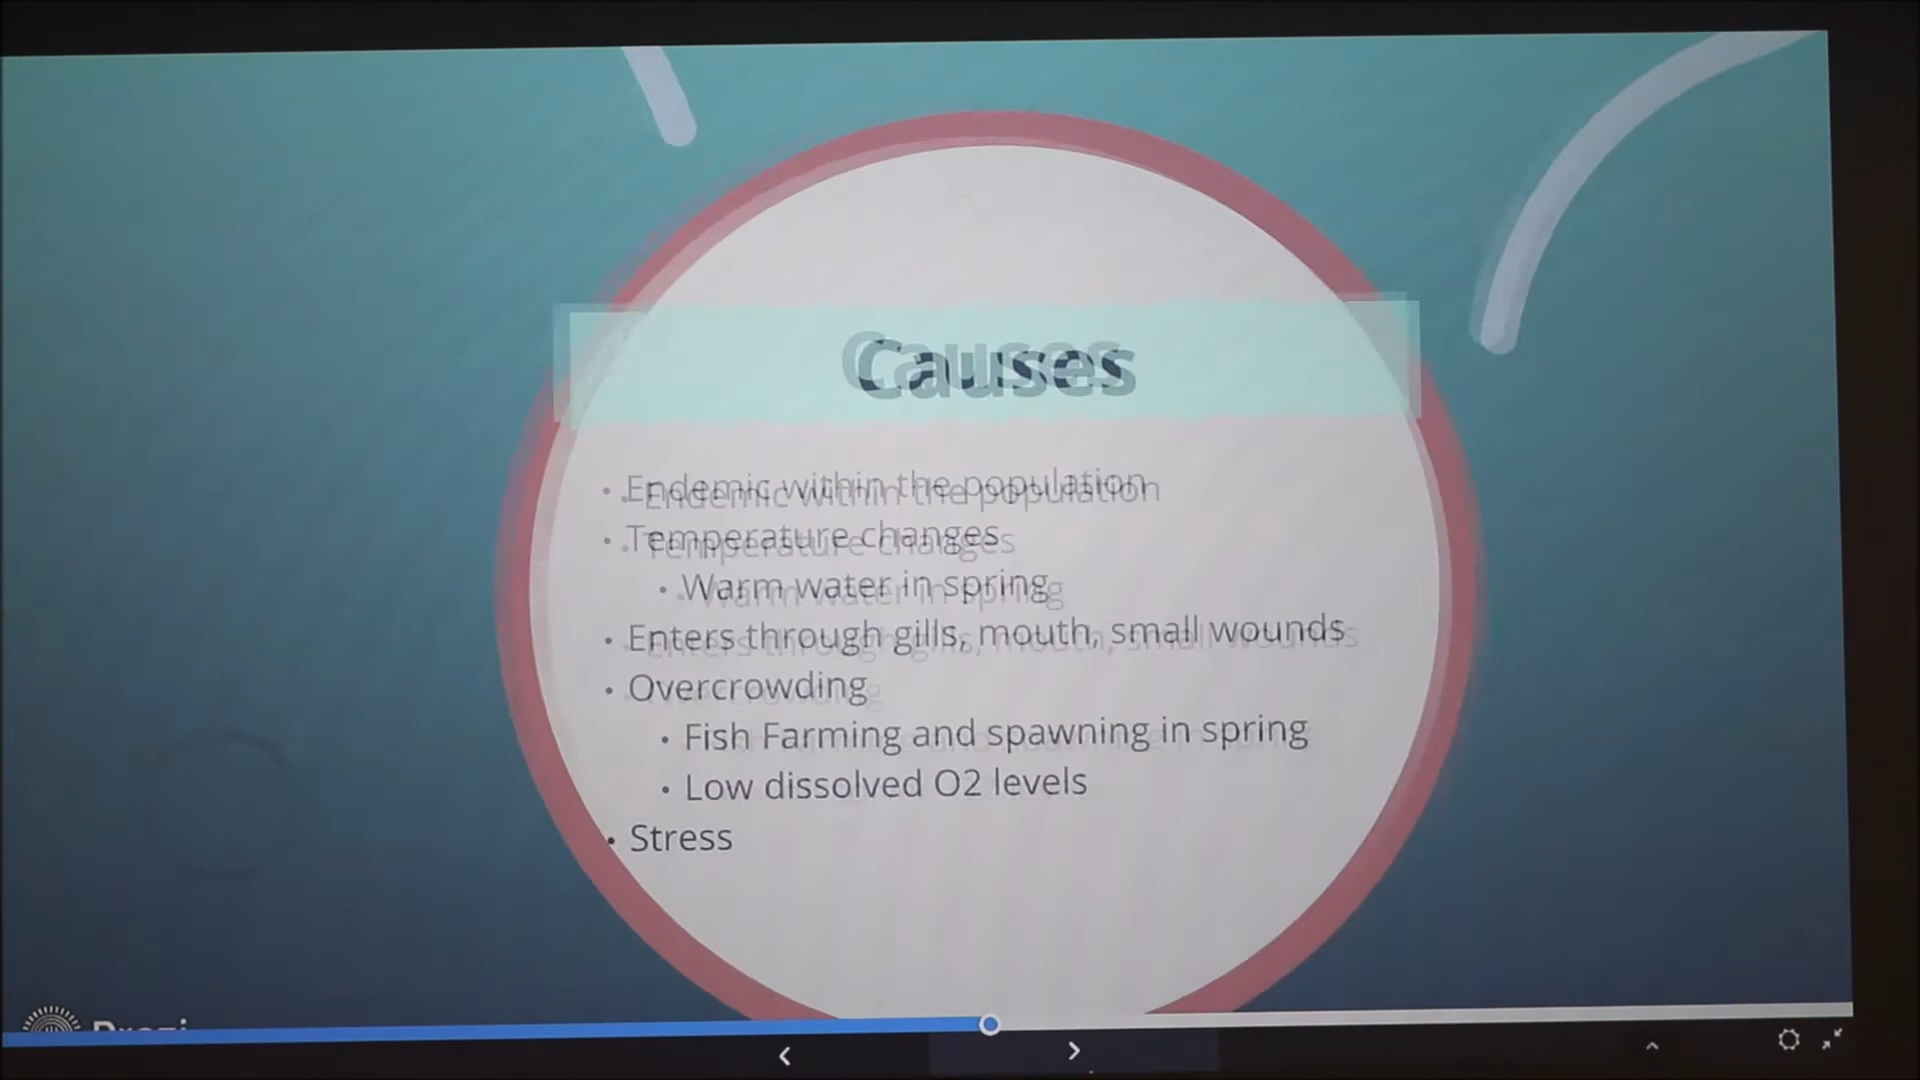 Causes
• Endemic within the population
• Temperature changes
• Warm water in spring
• Enters through gills, mouth, small wounds
• Overcrowding
• Fish Farming and spawning in spring
• Low dissolved O2 levels
• Stress
Prezi